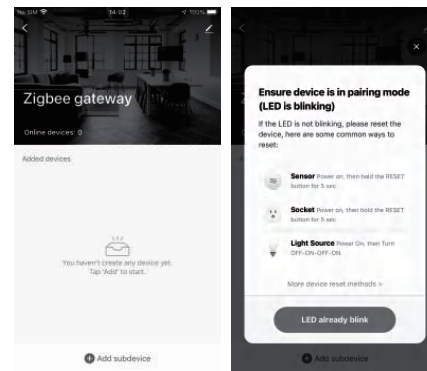 No SIM 14:02 100%
Zigbee gateway
Online devices: 0
Added devices
You haven't create any device yet.
Tap 'Add' to start.
Add subdevice
Ensure device is in pairing mode
(LED is blinking)
If the LED is not blinking, please reset the
device, here are some common ways to
reset:
Sensor Power on, then hold the RESET
button for 5 sec
Socket Power on, then hold the RESET
button for 5 sec
Light Source Power On, then Turn
OFF-ON-OFF-ON
More device reset methods >
LED already blink
Add subdevice